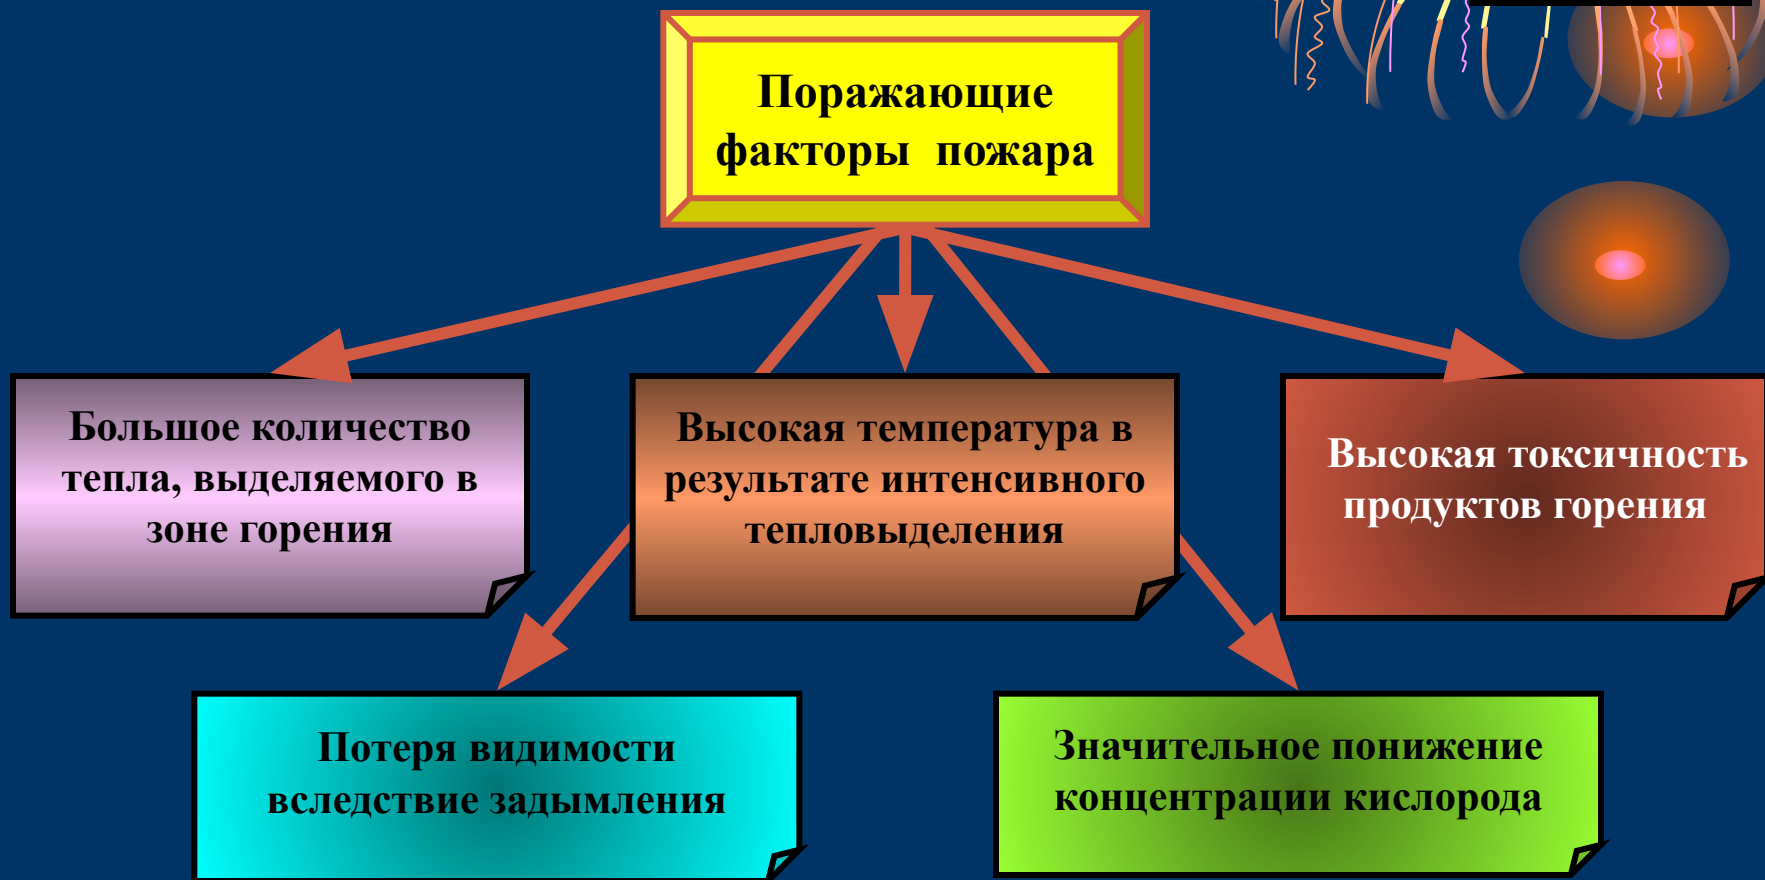 Поражающие
факторы пожара
Большое количество
тепла, выделяемого в
зоне горения
Высокая температура в
результате интенсивного
тепловыделения
Высокая токсичность
продуктов горения
Потеря видимости
вследствие задымления
Значительное понижение
концентрации кислорода